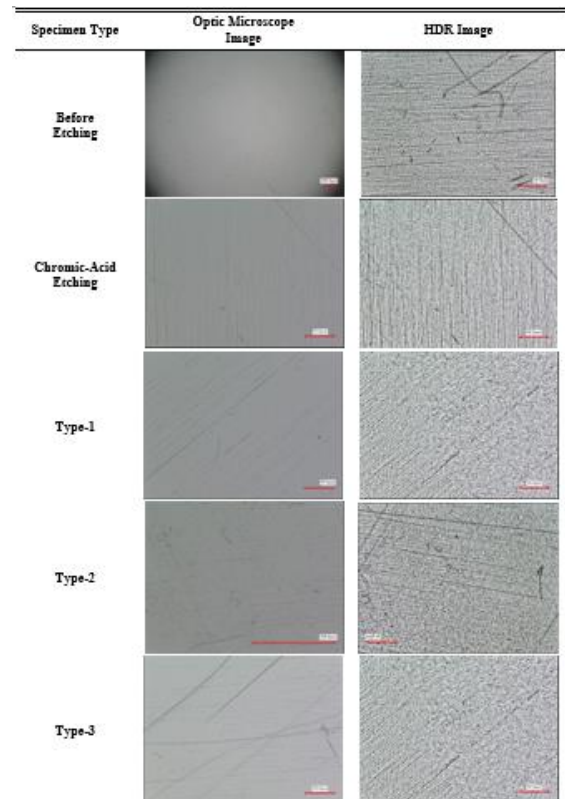 Specimen Type
Optic Microscope
Image
HDR Image
Before
Etching
Chromic-Acid
Etching
Type-1
Type-2
Type-3